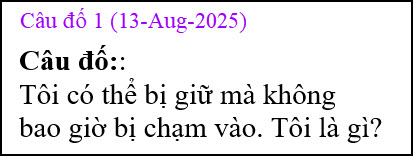 Câu đố 1 (13-Aug-2025)
Câu đố::
Tôi có thể bị giữ mà không
bao giờ bị chạm vào. Tôi là gì?